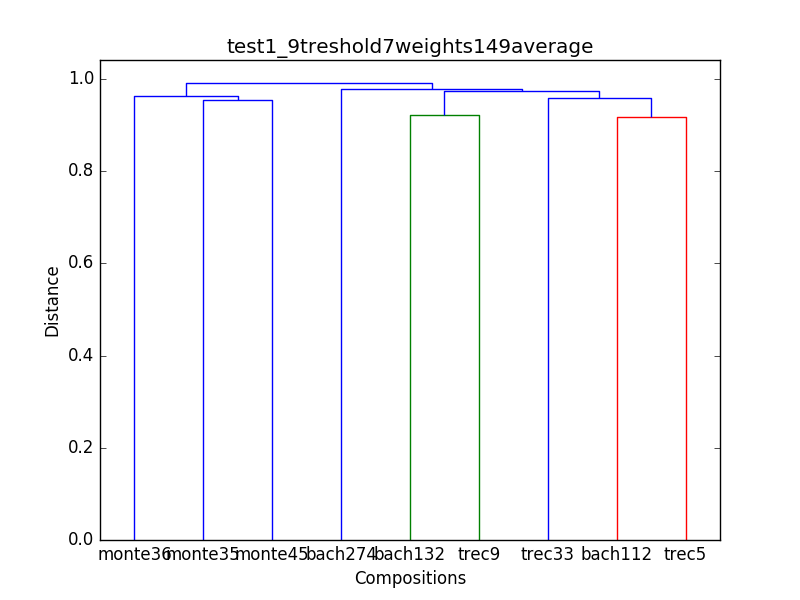 test1_9treshold7weights149average
1.0
0.8
0.6
0.4
0.2
0.0
Distance
monte36 monte35 monte45 bach274 bach132 trec9 trec33 bach112 trec5
Compositions